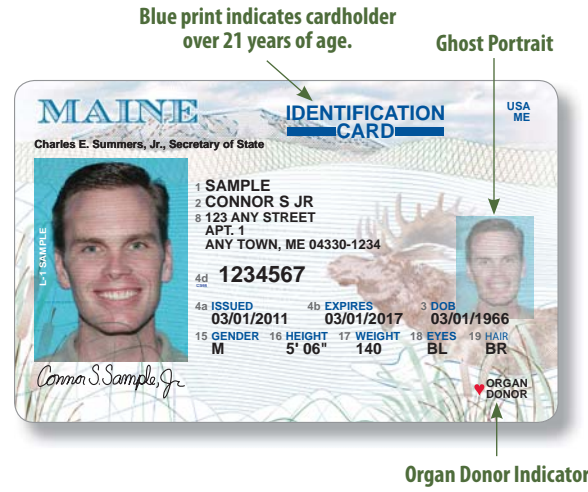 Blue print indicates cardholder
over 21 years of age.
Ghost Portrait
MAINE
IDENTIFICATION
CARD
USA
ME
Charles E. Summers, Jr., Secretary of State
L-1 SAMPLE
1 SAMPLE
2 CONNOR S JR
8 123 ANY STREET
APT. 1
ANY TOWN, ME 04330-1234
4d 1234567
4a ISSUED 4b EXPIRES 3 DOB
03/01/2011 03/01/2017 03/01/1966
15 GENDER 16 HEIGHT 17 WEIGHT 18 EYES 19 HAIR
M 5' 06" 140 BL BR
Connor S. Sample, Jr
ORGAN
DONOR
Organ Donor Indicator